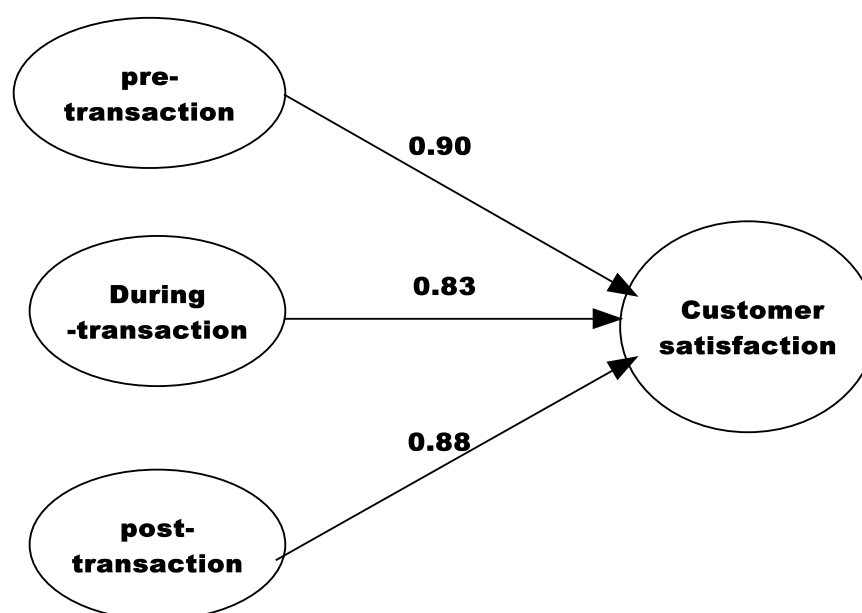 pre-
transaction
0.90
During
-transaction
0.83
Customer
satisfaction
0.88
post-
transaction